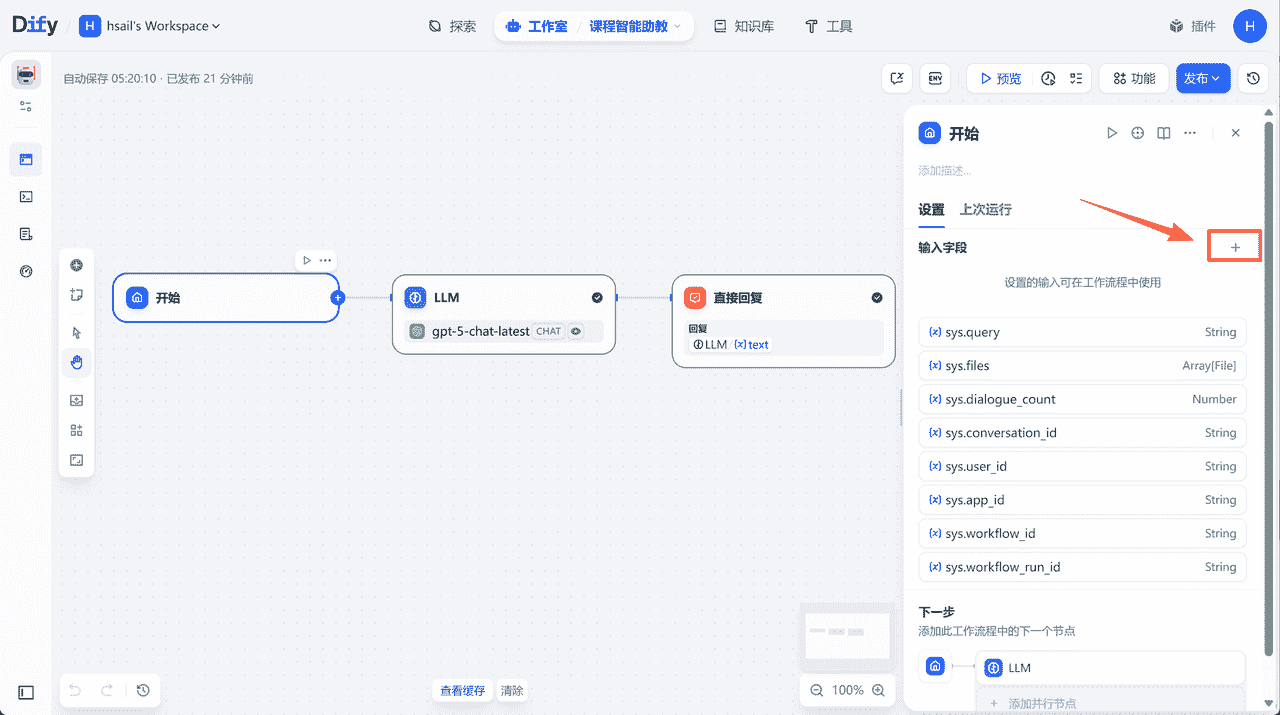 Dify / H hsail's Workspace
探索
工作室 / 课程智能助教
知识库
工具
插件
H
自动保存 05:20:10 · 已发布 21 分钟前
ENV
预览
功能
发布
开始
LLM
gpt-5-chat-latest CHAT
直接回复
回复
LLM / {x} text
查看缓存
清除
100%
开始
添加描述...
设置 上次运行
输入字段
+
设置的输入可在工作流程中使用
{x} sys.query String
{x} sys.files Array[File]
{x} sys.dialogue_count Number
{x} sys.conversation_id String
{x} sys.user_id String
{x} sys.app_id String
{x} sys.workflow_id String
{x} sys.workflow_run_id String
下一步
添加此工作流程中的下一个节点
LLM
+ 添加并行节点